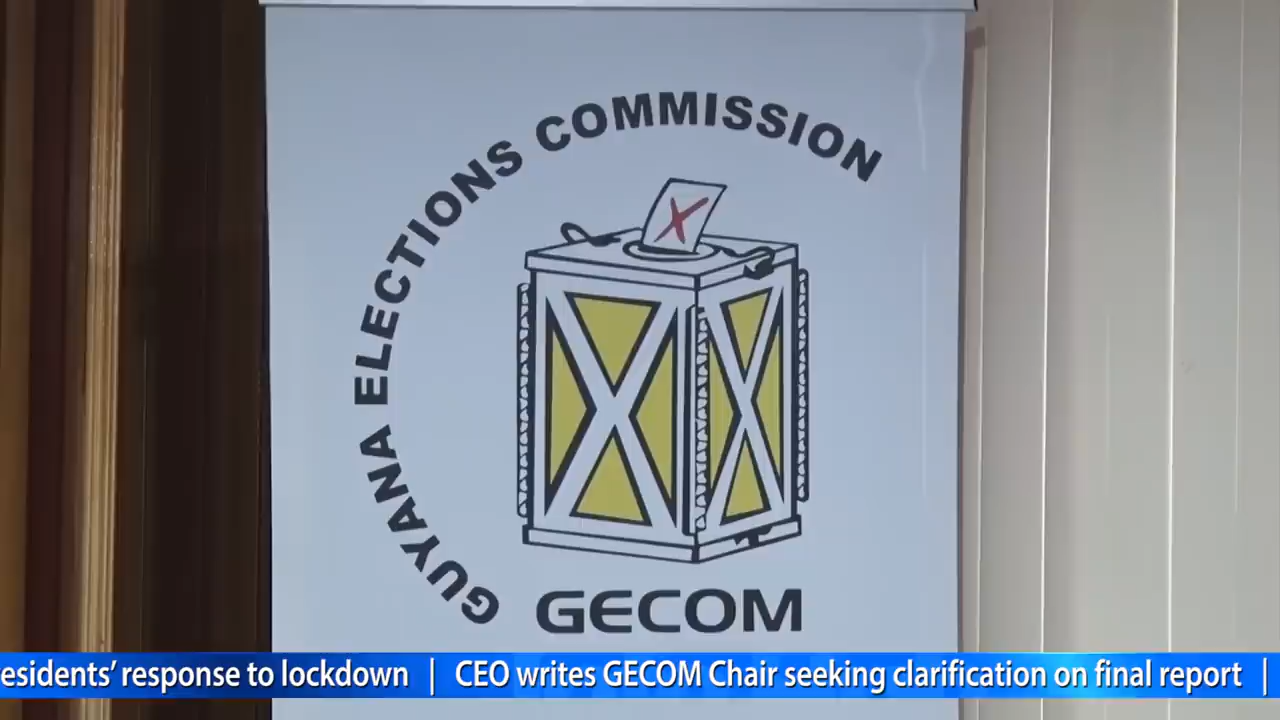 GUYANA ELECTIONS COMMISSION
X
GECOM
esidents' response to lockdown | CEO writes GECOM Chair seeking clarification on final report |